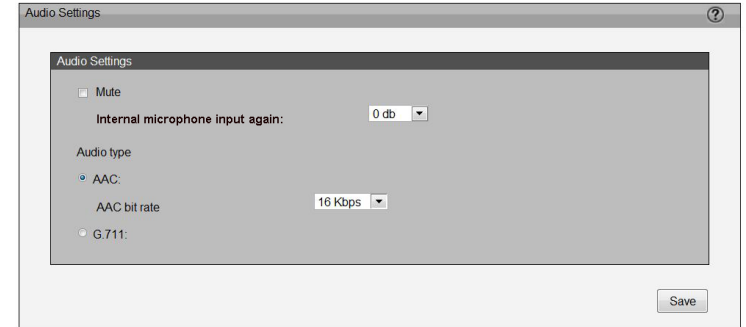 Audio Settings
?
Audio Settings
Mute
Internal microphone input again: 0 db
Audio type
AAC:
AAC bit rate 16 Kbps
G.711:
Save